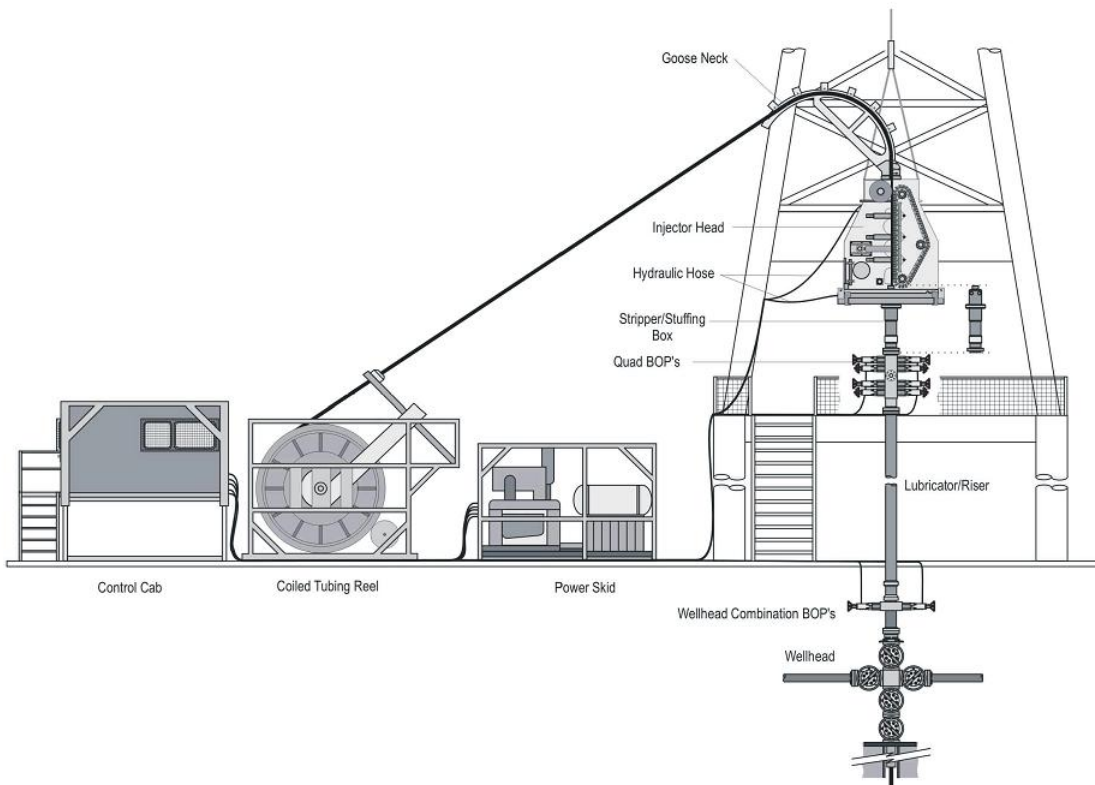 Goose Neck
Injector Head
Hydraulic Hose
Stripper/Stuffing
Box
Quad BOP's
Lubricator/Riser
Control Cab
Coiled Tubing Reel
Power Skid
Wellhead Combination BOP's
Wellhead